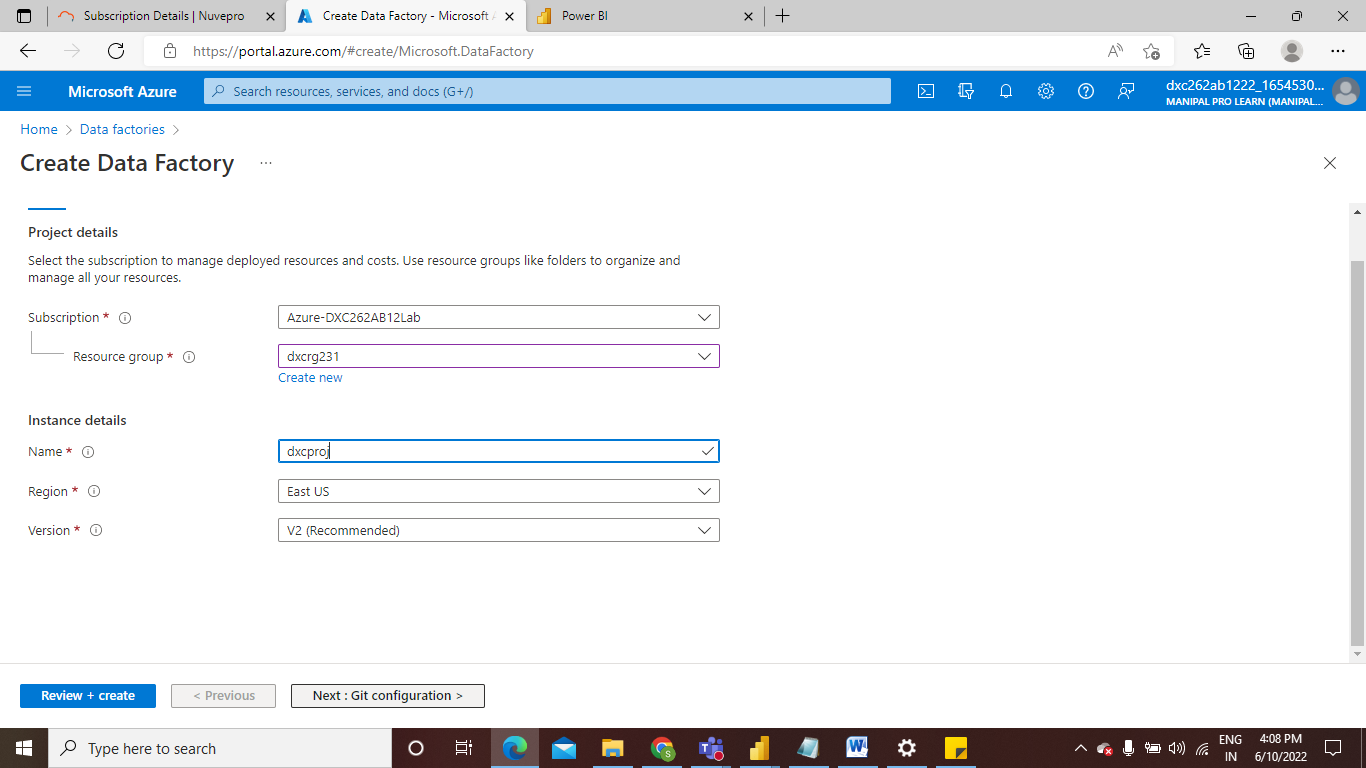 Subscription Details | Nuvepro
Create Data Factory - Microsoft A
Power BI
https://portal.azure.com/#create/Microsoft.DataFactory
Microsoft Azure
Search resources, services, and docs (G+/)
dxc262ab1222_1654530...
MANIPAL PRO LEARN (MANIPAL...
Home > Data factories >
Create Data Factory ...
Project details
Select the subscription to manage deployed resources and costs. Use resource groups like folders to organize and
manage all your resources.
Subscription *
Azure-DXC262AB12Lab
Resource group *
dxcrg231
Create new
Instance details
Name *
dxcproj
Region *
East US
Version *
V2 (Recommended)
Review + create
< Previous
Next : Git configuration >
Type here to search
ENG
IN
4:08 PM
6/10/2022